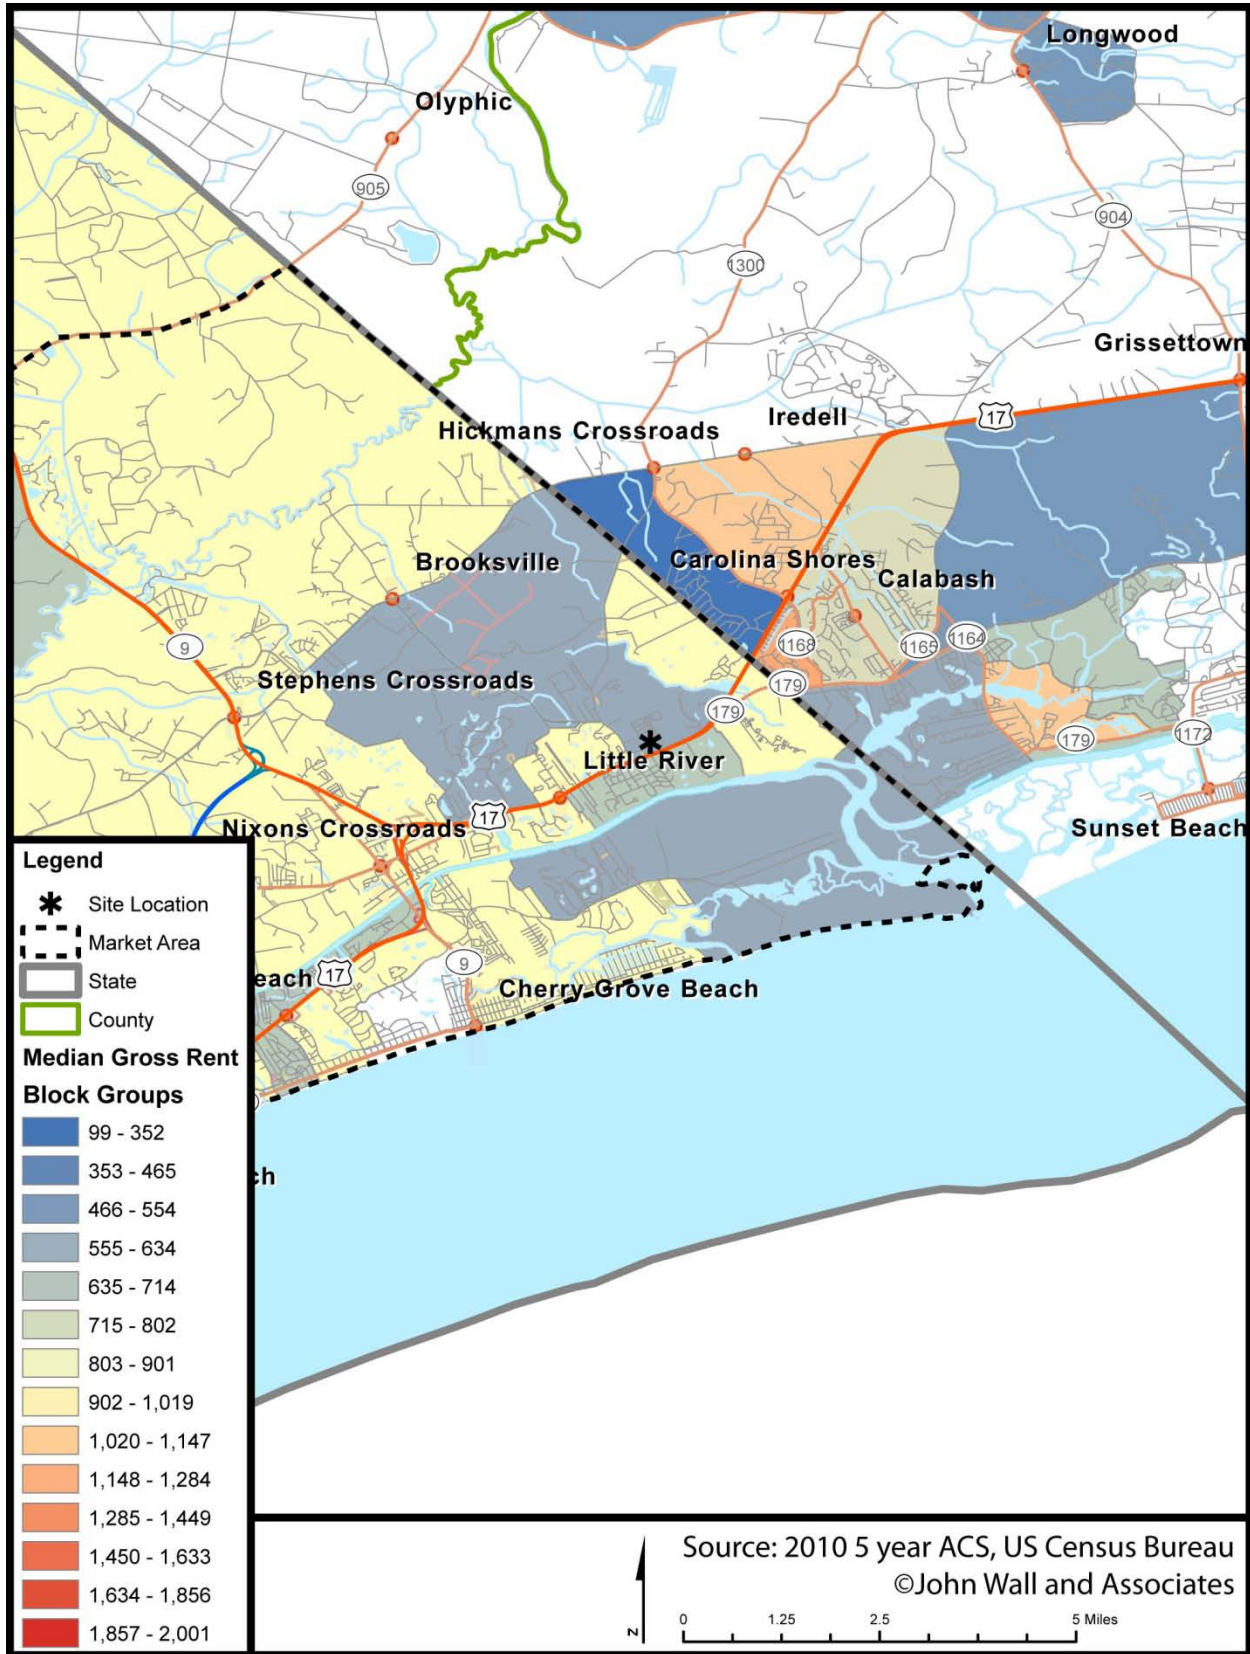 Longwood
Olyphic
905
904
1300
Grissettown
Iredell
17
Hickmans Crossroads
Brooksville
Carolina Shores
Calabash
9
1168
1165
1164
Stephens Crossroads
179
179
179
1172
Little River
17
Nixons Crossroads
Sunset Beach
9
each
17
Cherry Grove Beach
ch
Legend
Site Location
Market Area
State
County
Median Gross Rent
Block Groups
99 - 352
353 - 465
466 - 554
555 - 634
635 - 714
715 - 802
803 - 901
902 - 1,019
1,020 - 1,147
1,148 - 1,284
1,285 - 1,449
1,450 - 1,633
1,634 - 1,856
1,857 - 2,001
Source: 2010 5 year ACS, US Census Bureau
©John Wall and Associates
N
0 1.25 2.5 5 Miles